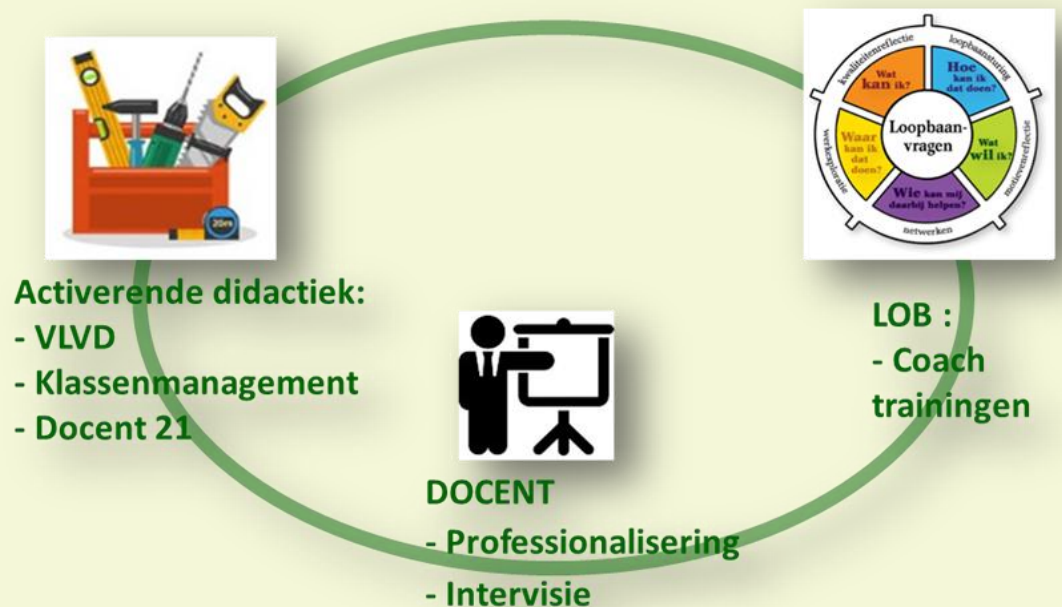 Activerende didactiek:
- VLVD
- Klassenmanagement
- Docent 21
20m
kwaliteitenreflectie
loopbaansturing
motievenreflectie
netwerken
werkexploratie
Wat
kan ik?
Hoe
kan ik
dat doen?
Wat
wil ik?
Wie kan mij
daarbij helpen?
Waar
kan ik
dat
doen?
Loopbaan-
vragen
LOB :
- Coach
trainingen
DOCENT
- Professionalisering
- Intervisie